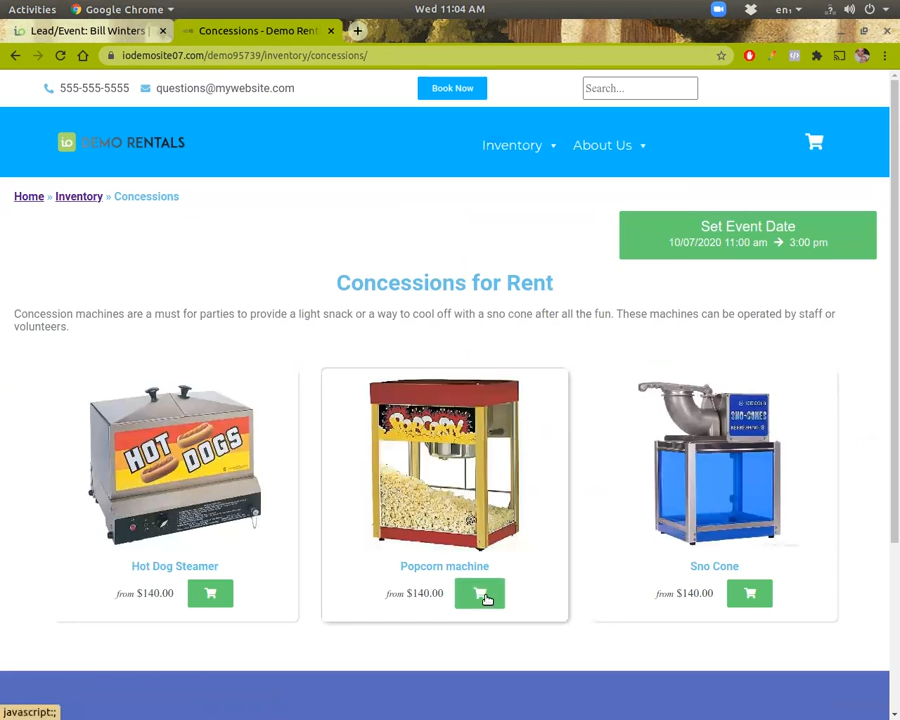 Activities Google Chrome Wed 11:04 AM en₁
Lead/Event: Bill Winters Concessions - Demo Rent
iodemosite07.com/demo95739/inventory/concessions/
555-555-5555 questions@mywebsite.com Book Now Search...
io DEMO RENTALS Inventory About Us
Home » Inventory » Concessions
Set Event Date
10/07/2020 11:00 am → 3:00 pm
Concessions for Rent
Concession machines are a must for parties to provide a light snack or a way to cool off with a sno cone after all the fun. These machines can be operated by staff or
volunteers.
HOT DOGS
POPCORN
SNO-CONES
Hot Dog Steamer Popcorn machine Sno Cone
from $140.00 from $140.00 from $140.00
javascript:;